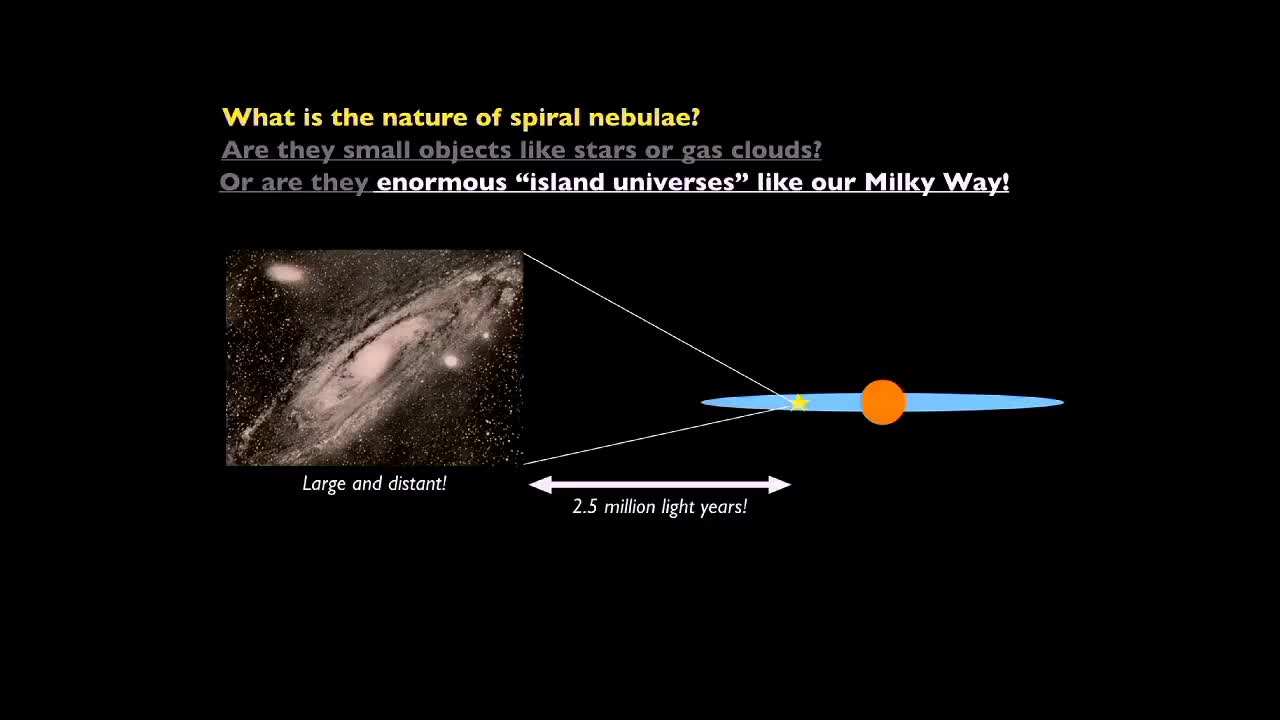 What is the nature of spiral nebulae?
Are they small objects like stars or gas clouds?
Or are they enormous “island universes” like our Milky Way!
Large and distant!
2.5 million light years!